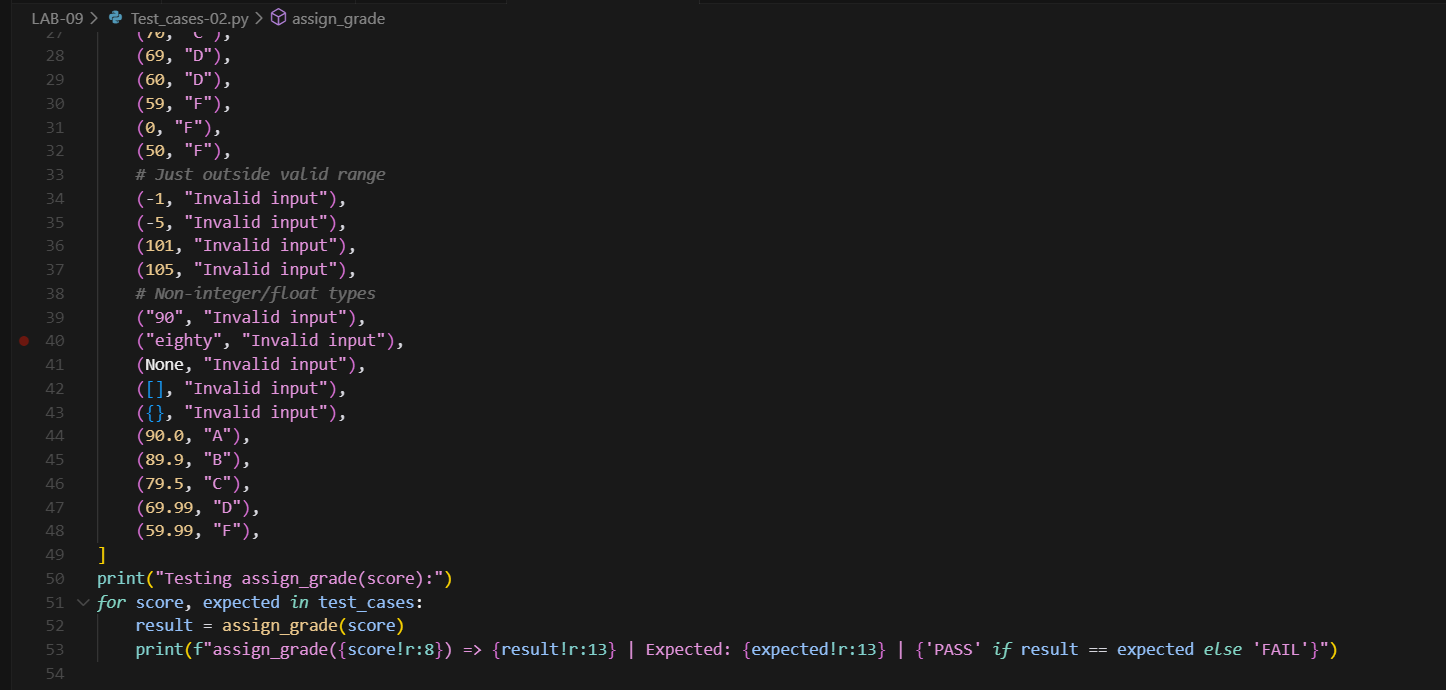 LAB-09 > Test_cases-02.py > assign_grade
27 (70, "C"),
28 (69, "D"),
29 (60, "D"),
30 (59, "F"),
31 (0, "F"),
32 (50, "F"),
33 # Just outside valid range
34 (-1, "Invalid input"),
35 (-5, "Invalid input"),
36 (101, "Invalid input"),
37 (105, "Invalid input"),
38 # Non-integer/float types
39 ("90", "Invalid input"),
40 ("eighty", "Invalid input"),
41 (None, "Invalid input"),
42 ([], "Invalid input"),
43 ({}, "Invalid input"),
44 (90.0, "A"),
45 (89.9, "B"),
46 (79.5, "C"),
47 (69.99, "D"),
48 (59.99, "F"),
49 ]
50 print("Testing assign_grade(score):")
51 for score, expected in test_cases:
52 result = assign_grade(score)
53 print(f"assign_grade({score!r:8}) => {result!r:13} | Expected: {expected!r:13} | {'PASS' if result == expected else 'FAIL'}")
54